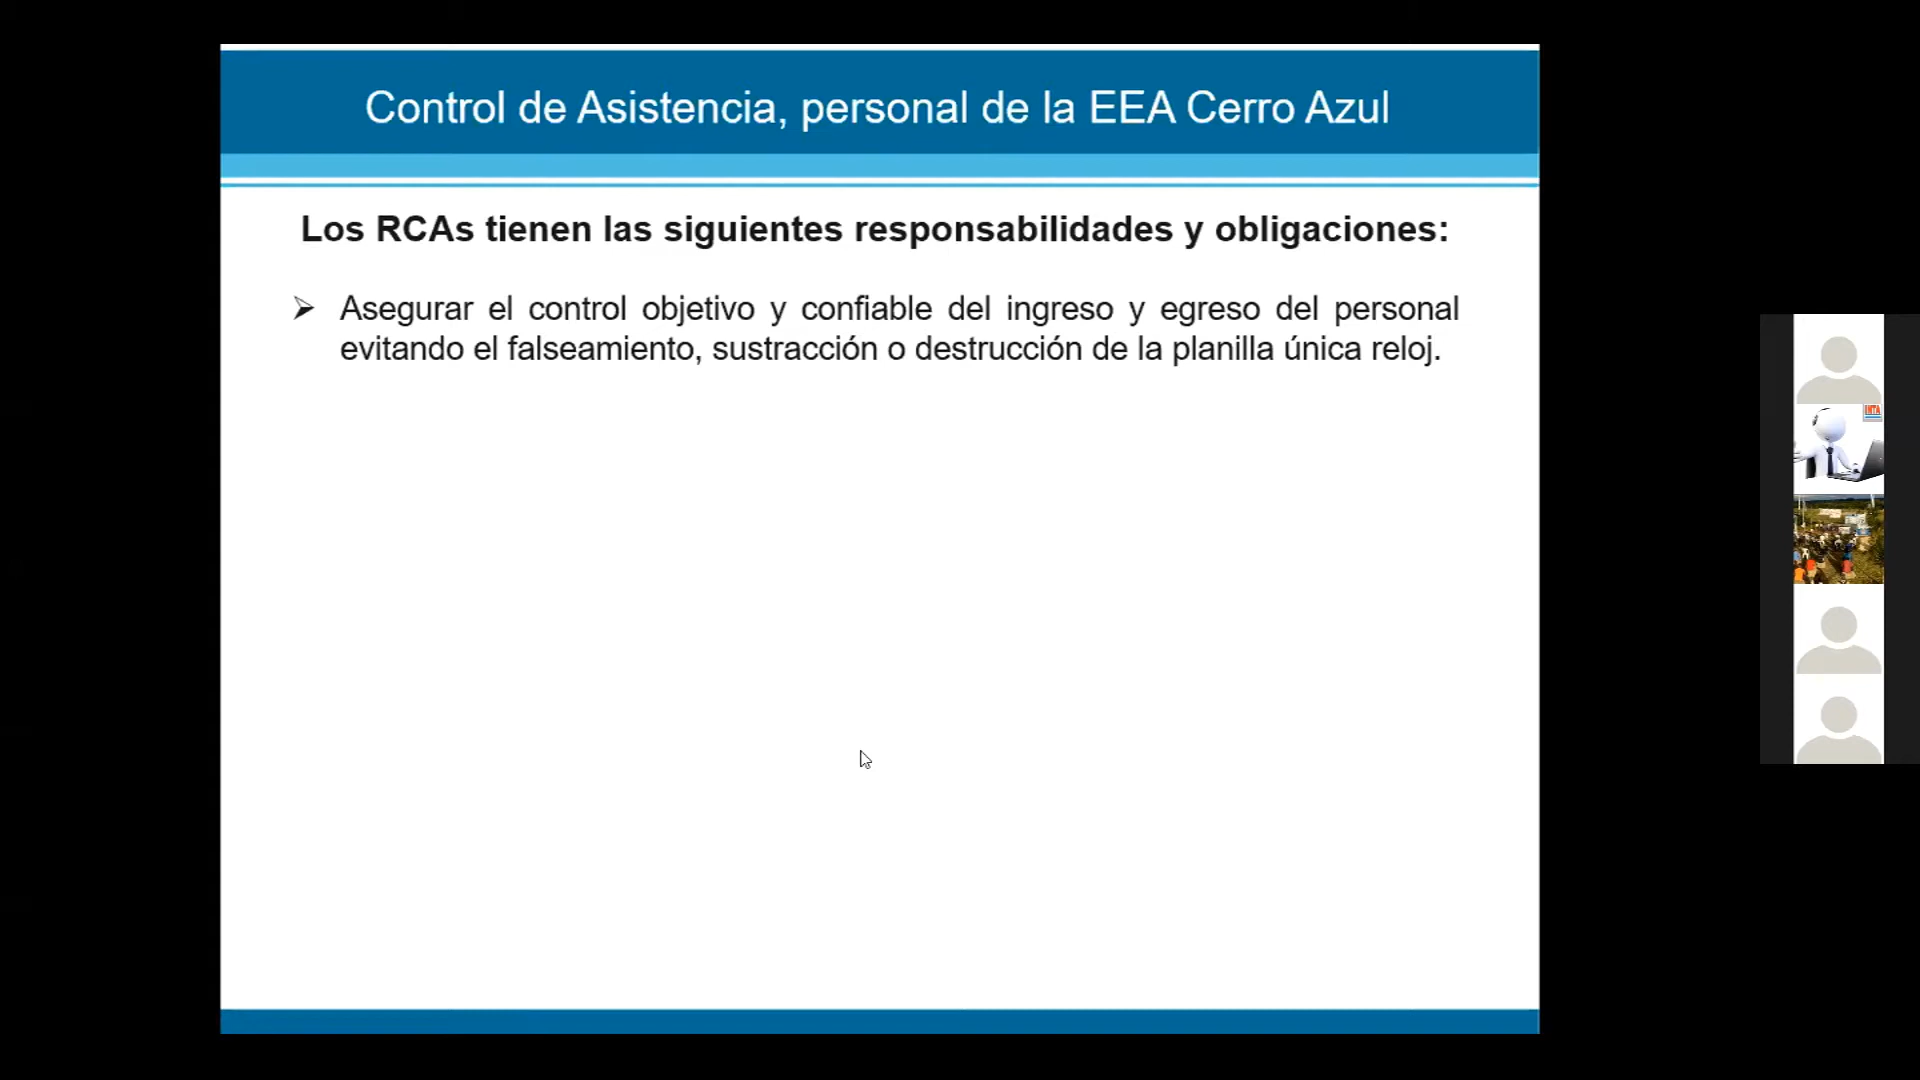 Control de Asistencia, personal de la EEA Cerro Azul
Los RCAs tienen las siguientes responsabilidades y obligaciones:
➢ Asegurar el control objetivo y confiable del ingreso y egreso del personal
evitando el falseamiento, sustracción o destrucción de la planilla única reloj.